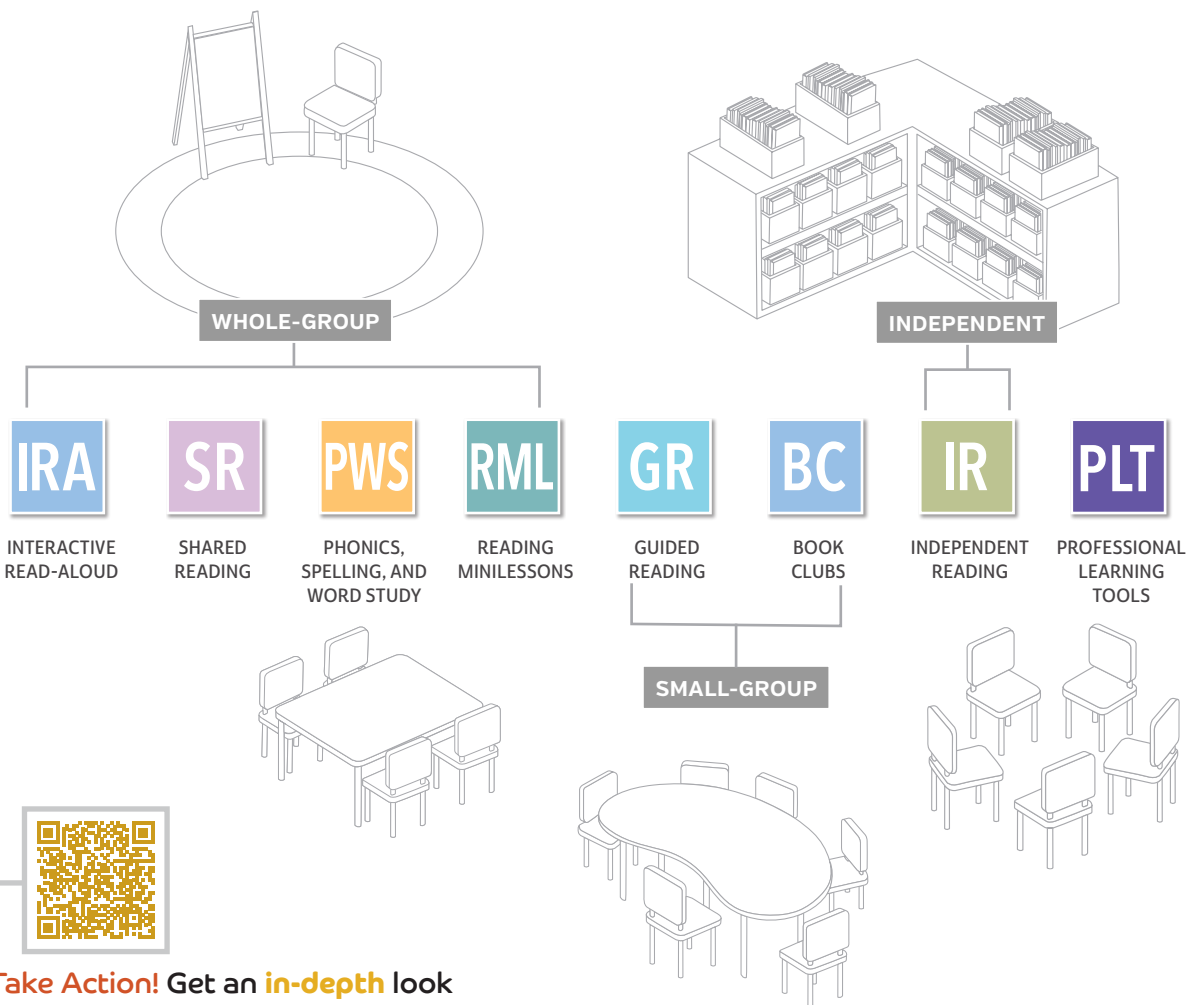 WHOLE-GROUP
INDEPENDENT
IRA
SR
PWS
RML
GR
BC
IR
PLT
INTERACTIVE
READ-ALOUD
SHARED
READING
PHONICS,
SPELLING, AND
WORD STUDY
READING
MINILESSONS
GUIDED
READING
BOOK
CLUBS
INDEPENDENT
READING
PROFESSIONAL
LEARNING
TOOLS
SMALL-GROUP
Take Action! Get an in-depth look